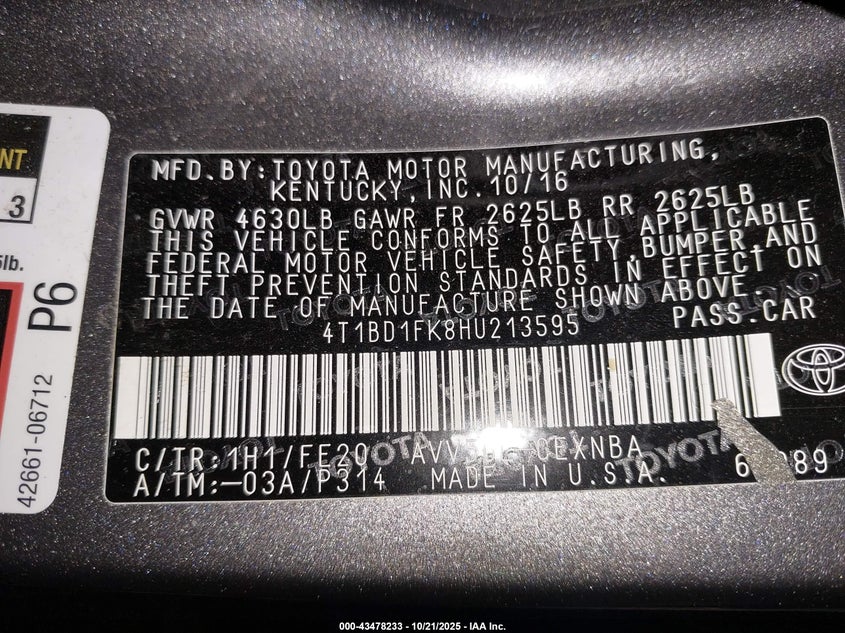 NT
3
5lb.
P6
42661-06712
MFD.BY:TOYOTA MOTOR MANUFACTURING,
KENTUCKY,INC.10/16
GVWR 4630LB GAWR FR 2625LB RR 2625LB
THIS VEHICLE CONFORMS TO ALL APPLICABLE
FEDERAL MOTOR VEHICLE SAFETY,BUMPER,AND
THEFT PREVENTION STANDARDS IN EFFECT ON
THE DATE OF MANUFACTURE SHOWN ABOVE.
4T1BD1FK8HU213595 PASS.CAR
C/TR:1H1/FE20 CEXNBA
A/TM:-03A/P314 MADE IN U.S.A.
TOYOTA
000-43478233 - 10/21/2025 - IAA Inc.